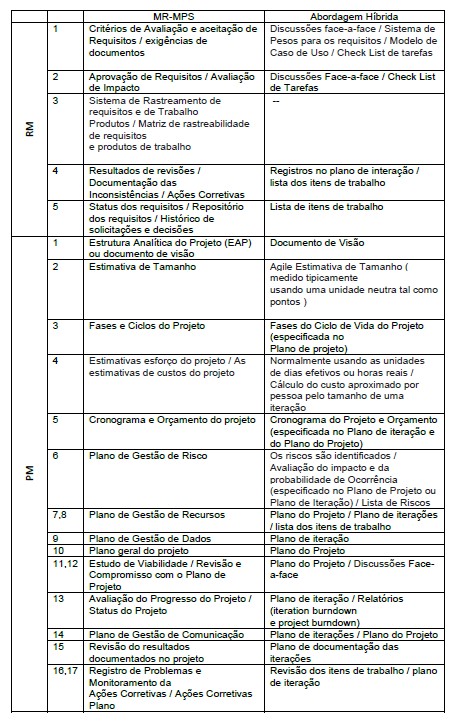 MR-MPS Abordagem Híbrida
RM
1 Critérios de Avaliação e aceitação de Discussões face-a-face / Sistema de
Requisitos / exigências de Pesos para os requisitos / Modelo de
documentos Caso de Uso / Check List de tarefas
2 Aprovação de Requisitos / Avaliação Discussões Face-a-face / Check List
de Impacto de Tarefas
3 Sistema de Rastreamento de --
requisitos e de Trabalho
Produtos / Matriz de rastreabilidade
de requisitos
e produtos de trabalho
4 Resultados de revisões / Registros no plano de interação /
Documentação das lista dos itens de trabalho
Inconsistências / Ações Corretivas
5 Status dos requisitos / Repositório Lista de itens de trabalho
dos requisitos / Histórico de
solicitações e decisões
PM
1 Estrutura Analítica do Projeto (EAP) Documento de Visão
ou documento de visão
2 Estimativa de Tamanho Agile Estimativa de Tamanho (
medido tipicamente
usando uma unidade neutra tal como
pontos )
3 Fases e Ciclos do Projeto Fases do Ciclo de Vida do Projeto
(especificada no
Plano de projeto)
4 Estimativas esforço do projeto / As Normalmente usando as unidades
estimativas de custos do projeto de dias efetivos ou horas reais /
Cálculo do custo aproximado por
pessoa pelo tamanho de uma
iteração
5 Cronograma e Orçamento do projeto Cronograma do Projeto e Orçamento
(especificada no Plano de iteração e
do Plano do Projeto)
6 Plano de Gestão de Risco Os riscos são identificados /
Avaliação do impacto e da
probabilidade de Ocorrência
(especificado no Plano de Projeto ou
Plano de Iteração) / Lista de Riscos
7,8 Plano de Gestão de Recursos Plano do Projeto / Plano de iterações
/ lista dos itens de trabalho
9 Plano de Gestão de Dados Plano de iteração
10 Plano geral do projeto Plano do Projeto
11,12 Estudo de Viabilidade / Revisão e Plano do Projeto / Discussões Face-
Compromisso com o Plano de a-face
Projeto
13 Avaliação do Progresso do Projeto / Plano de iteração / Relatórios
Status do Projeto (iteration burndown
e project burndown)
14 Plano de Gestão de Comunicação Plano de iterações / Plano do Projeto
15 Revisão do resultados Plano de documentação das
documentados no projeto iterações
16,17 Registro de Problemas e Revisão dos itens de trabalho / plano
Monitoramento da de iteração
Ações Corretivas / Ações Corretivas
Plano